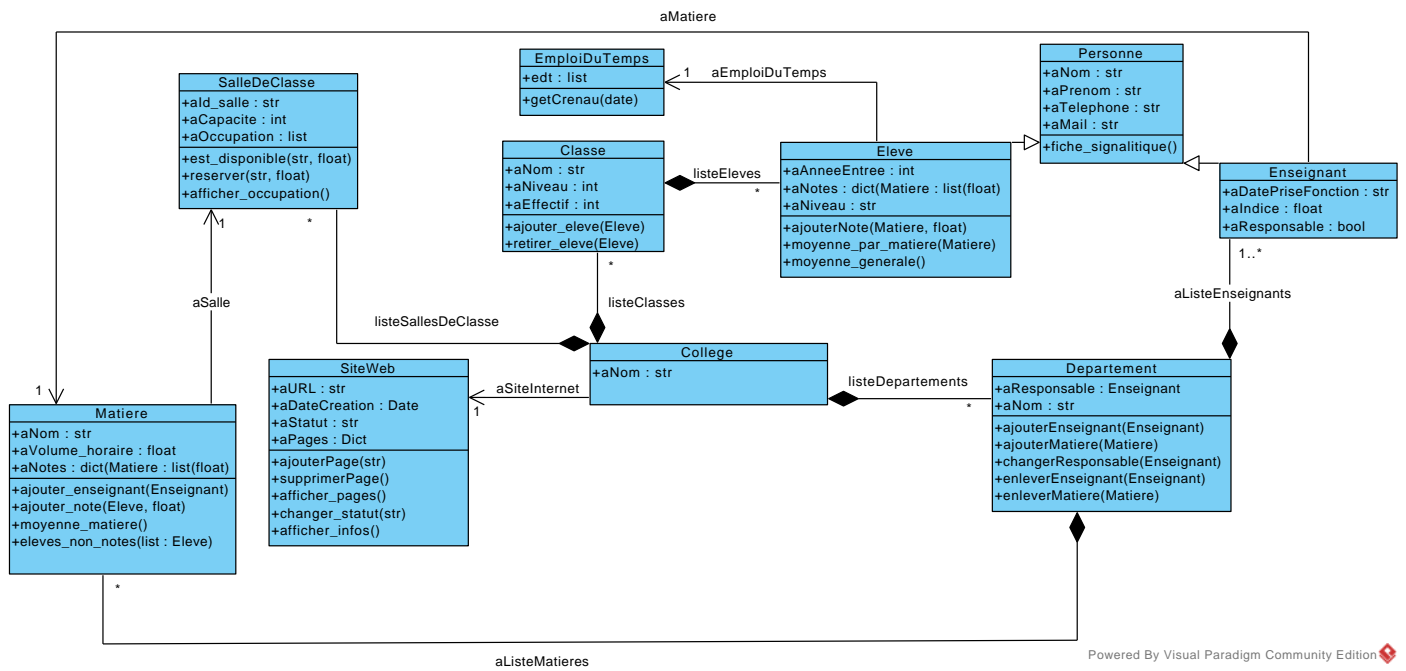 aMatiere
Personne
+aNom : str
+aPrenom : str
+aTelephone : str
+aMail : str
+fiche_signalitique()
EmploiDuTemps
+edt : list
+getCrenau(date)
1
aEmploiDuTemps
SalleDeClasse
+aId_salle : str
+aCapacite : int
+aOccupation : list
+est_disponible(str, float)
+reserver(str, float)
+afficher_occupation()
1
*
Classe
+aNom : str
+aNiveau : int
+aEffectif : int
+ajouter_eleve(Eleve)
+retirer_eleve(Eleve)
*
listeEleves
*
Eleve
+aAnneeEntree : int
+aNotes : dict(Matiere : list(float)
+aNiveau : str
+ajouterNote(Matiere, float)
+moyenne_par_matiere(Matiere)
+moyenne_generale()
Enseignant
+aDatePriseFonction : str
+aIndice : float
+aResponsable : bool
1..*
aListeEnseignants
aSalle
listeClasses
listeSallesDeClasse
College
+aNom : str
SiteWeb
+aURL : str
+aDateCreation : Date
+aStatut : str
+aPages : Dict
+ajouterPage(str)
+supprimerPage()
+afficher_pages()
+changer_statut(str)
+afficher_infos()
aSiteInternet
1
listeDepartements
*
Departement
+aResponsable : Enseignant
+aNom : str
+ajouterEnseignant(Enseignant)
+ajouterMatiere(Matiere)
+changerResponsable(Enseignant)
+enleverEnseignant(Enseignant)
+enleverMatiere(Matiere)
1
Matiere
+aNom : str
+aVolume_horaire : float
+aNotes : dict(Matiere : list(float)
+ajouter_enseignant(Enseignant)
+ajouter_note(Eleve, float)
+moyenne_matiere()
+eleves_non_notes(list : Eleve)
*
aListeMatieres
Powered By Visual Paradigm Community Edition